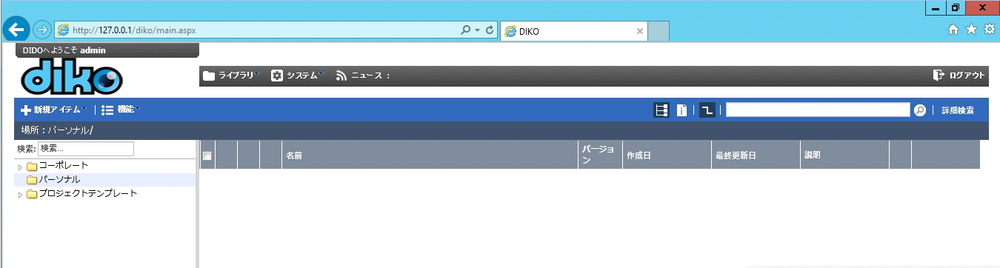 http://127.0.0.1/diko/main.aspx
DIKO
DIDOへようこそ admin
diko
ライブラリ システム ニュース : ログアウト
新規アイテム | 機能 | | | 詳細検索
場所 : パーソナル/
検索: 検索...
名前 バージョン 作成日 最終更新日 説明
コーポレート
パーソナル
プロジェクトテンプレート